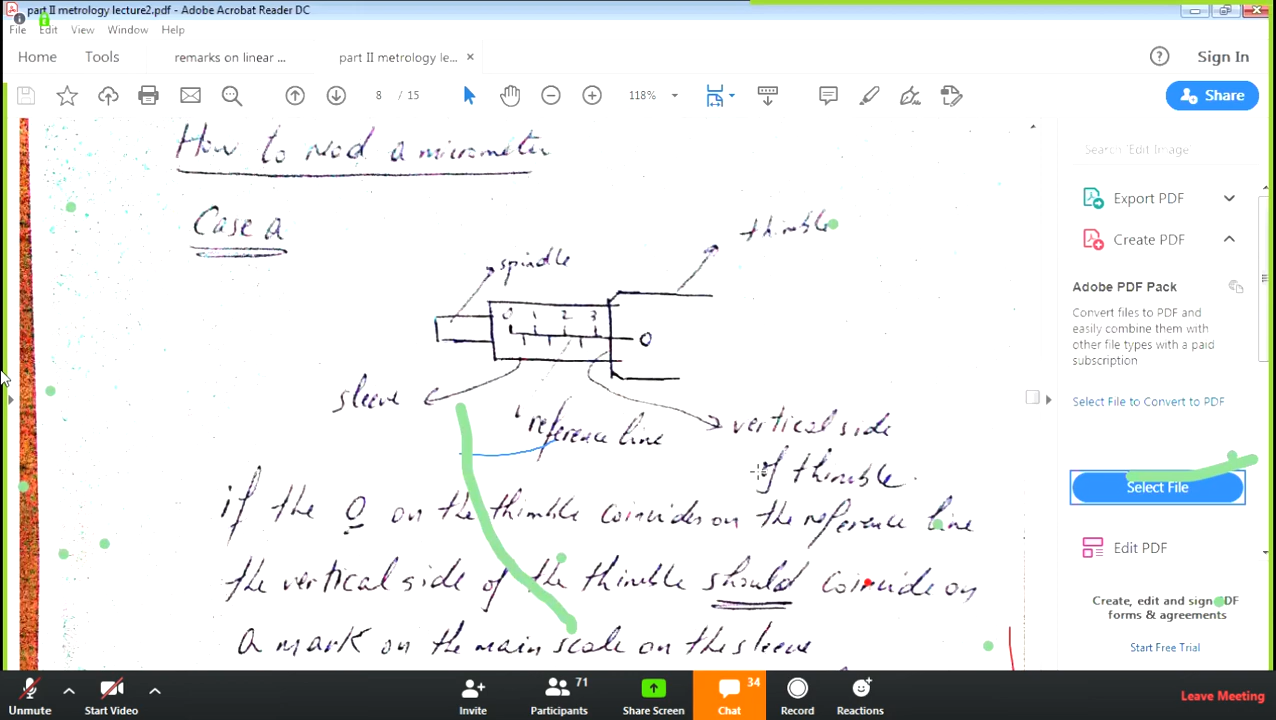 part II metrology lecture2.pdf - Adobe Acrobat Reader DC
File Edit View Window Help
Home Tools remarks on linear ... part II metrology le... × Sign In
8 / 15 118% Share
How to read a micrometer
Case a
thimble
spindle
0 1 2 3
0
sleeve
reference line
vertical side
of thimble.
if the 0 on the thimble coinsides on the reference line
the vertical side of the thimble should coincide on
a mark on the main scale on the sleeve
Search 'Edit Image'
Export PDF
Create PDF
Adobe PDF Pack
Convert files to PDF and
easily combine them with
other file types with a paid
subscription
Select File to Convert to PDF
Select File
Edit PDF
Create, edit and sign PDF
forms & agreements
Start Free Trial
Unmute Start Video Invite Participants 71 Share Screen Chat 34 Record Reactions Leave Meeting